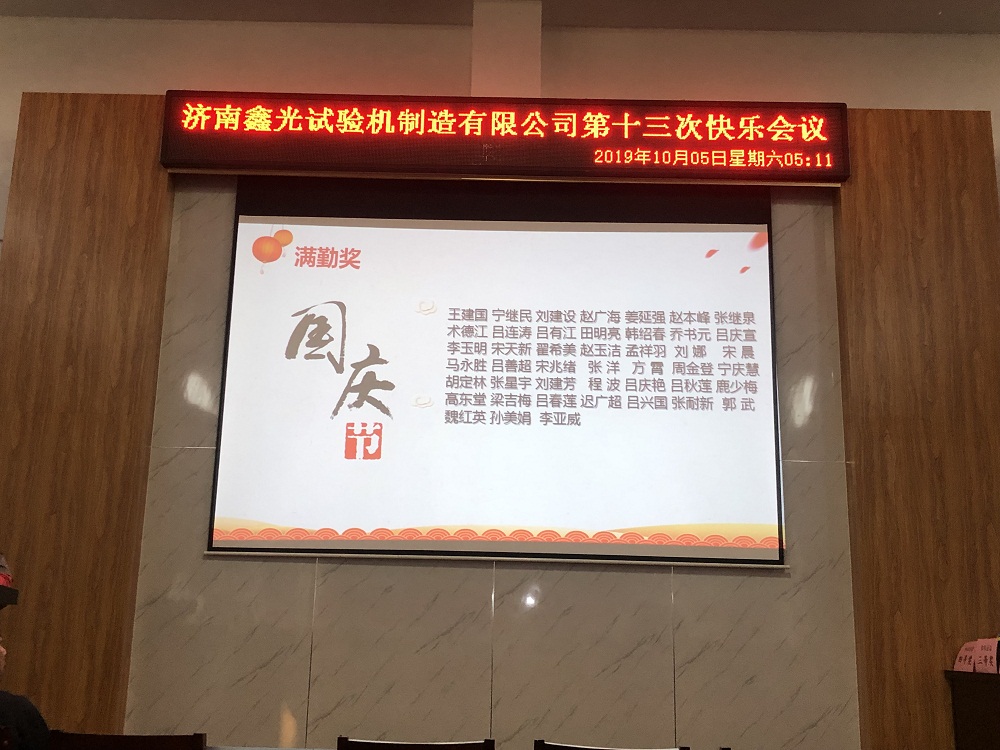 济南鑫光试验机制造有限公司第十三次快乐会议
2019年10月05日星期六05:11
满勤奖
国庆节
王建国 宁继民 刘建设 赵广海 姜延强 赵本峰 张继泉
术德江 吕连涛 吕有江 田明亮 韩绍春 乔书元 吕庆宣
李玉明 宋天新 翟希美 赵玉洁 孟祥羽 刘 娜 宋 晨
马永胜 吕善超 宋兆绪 张 洋 方 霄 周金登 宁庆慧
胡定林 张星宇 刘建芳 程 波 吕庆艳 吕秋莲 鹿少梅
高东堂 梁吉梅 吕春莲 迟广超 吕兴国 张耐新 郭 武
魏红英 孙美娟 李亚威
二等奖